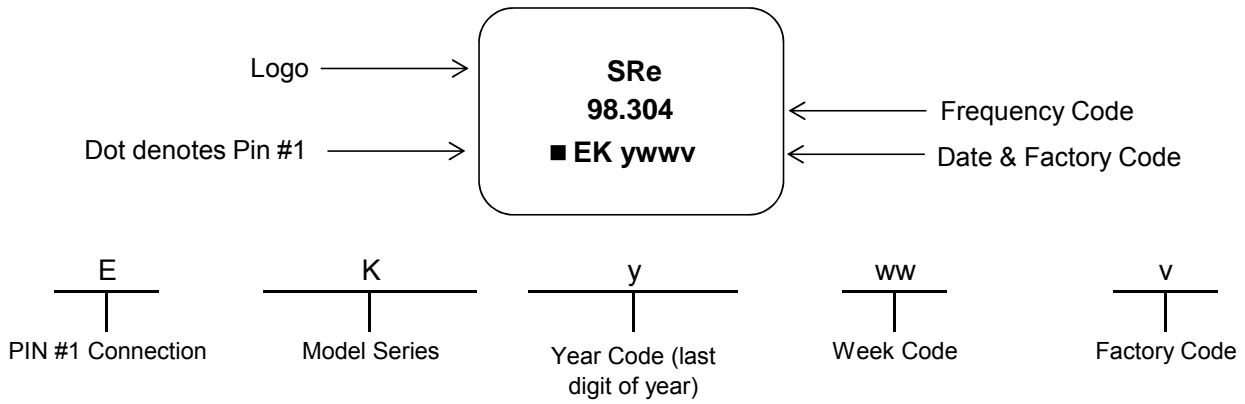 Logo
SRe
98.304
Frequency Code
Dot denotes Pin #1
■ EK ywwv
Date & Factory Code
E
K
y
ww
v
PIN #1 Connection
Model Series
Year Code (last
digit of year)
Week Code
Factory Code